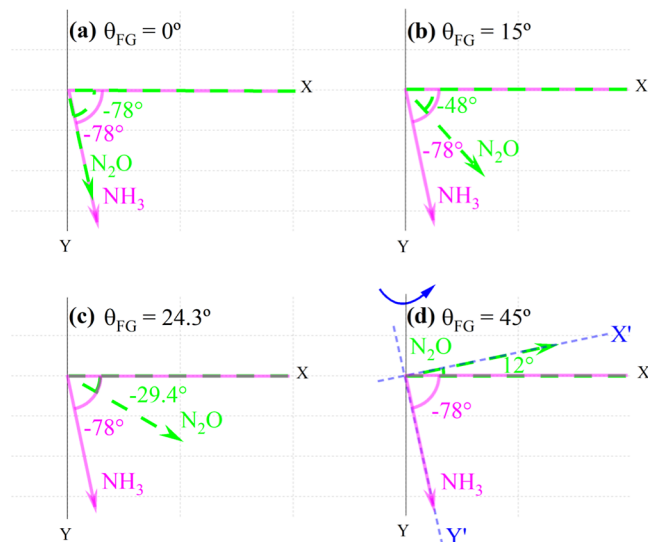 (a) θFG = 0º
X
-78°
-78°
N₂O
NH₃
Y
(b) θFG = 15º
X
-48°
-78°
N₂O
NH₃
Y
(c) θFG = 24.3º
X
-29.4°
-78°
N₂O
NH₃
Y
(d) θFG = 45º
X'
N₂O
12°
X
-78°
NH₃
Y
Y'